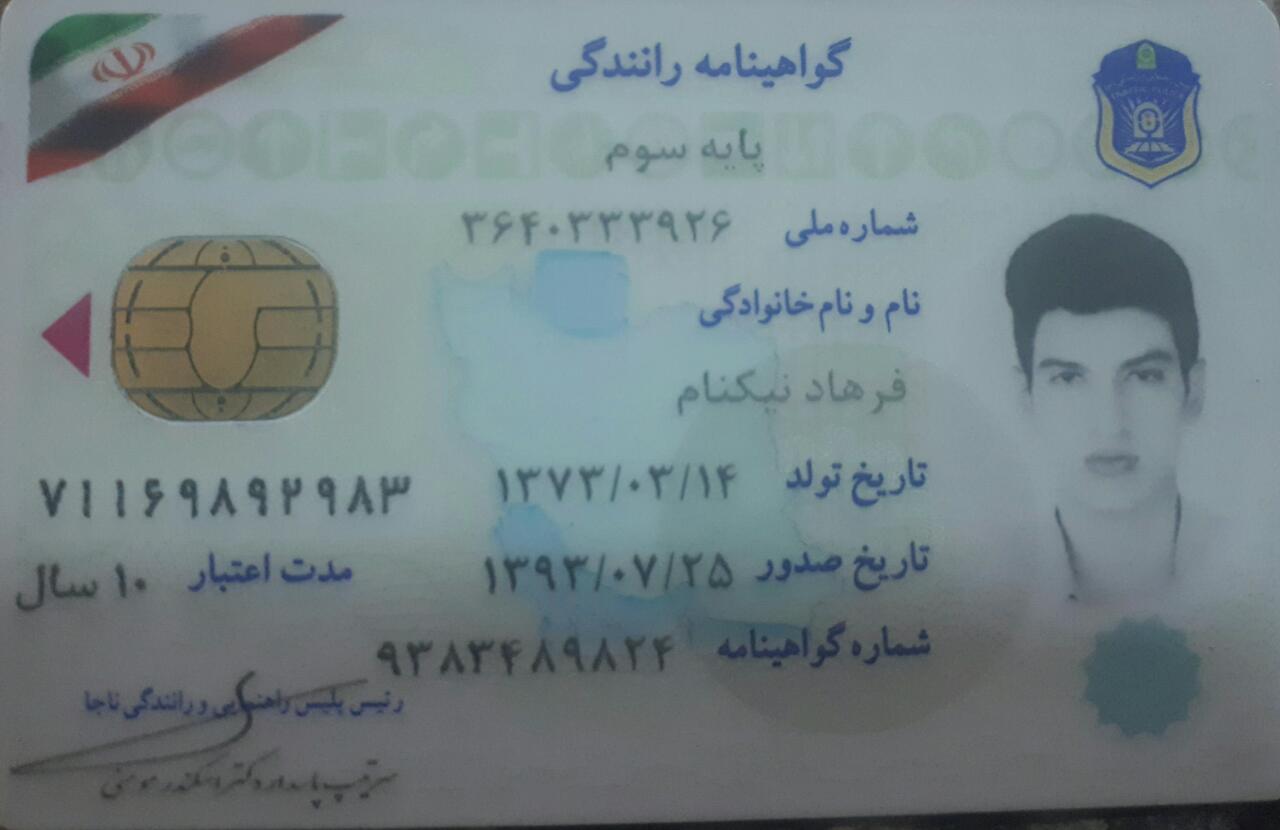 گواهینامه رانندگی
پایه سوم
شماره ملی ۳۶۴۰۳۳۳۹۲۶
نام و نام خانوادگی
فرهاد نیکنام
تاریخ تولد ۱۳۷۳/۰۳/۱۴
۷۱۱۶۹۸۹۲۹۸۳
تاریخ صدور ۱۳۹۳/۰۷/۲۵
مدت اعتبار ۱۰ سال
شماره گواهینامه ۹۳۸۳۴۸۹۸۲۴
رئیس پلیس راهنمایی و رانندگی ناجا
سرتیپ پاسدار دکتر اسکندر مومنی